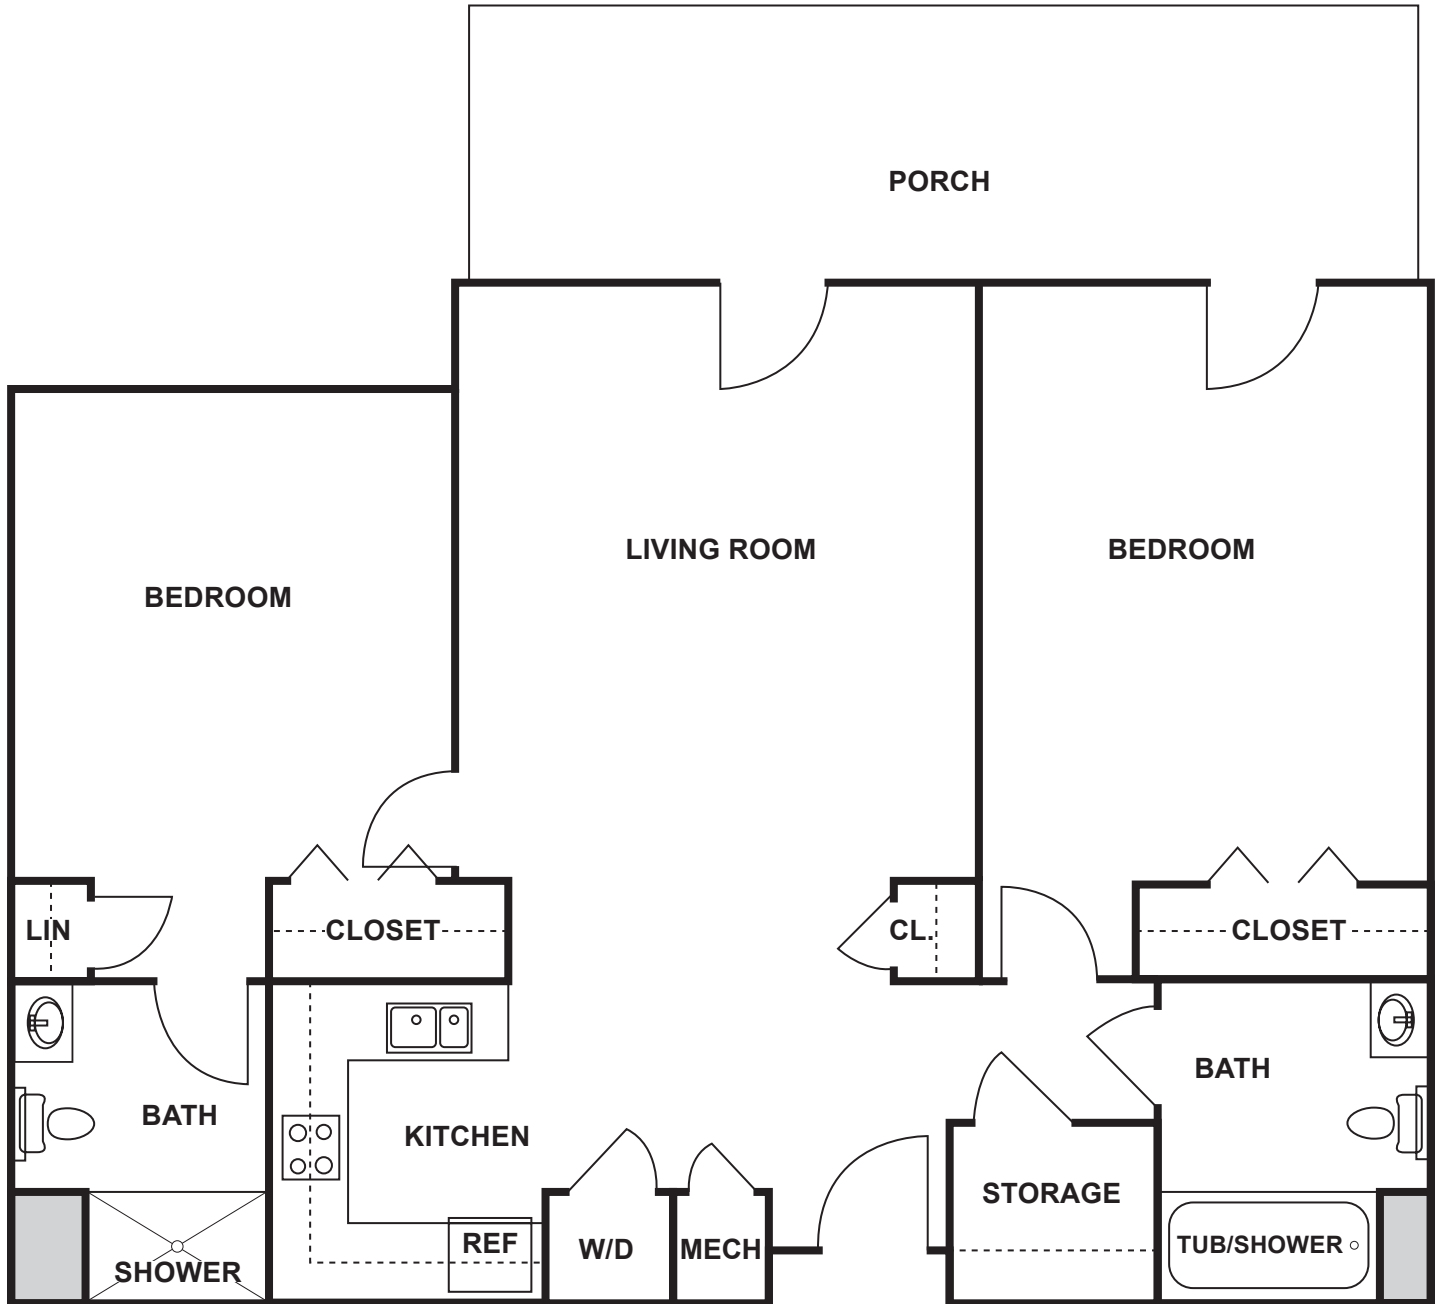 PORCH
LIVING ROOM
BEDROOM
BEDROOM
LIN
CLOSET
CL.
CLOSET
BATH
BATH
KITCHEN
STORAGE
REF
W/D
MECH
TUB/SHOWER
SHOWER